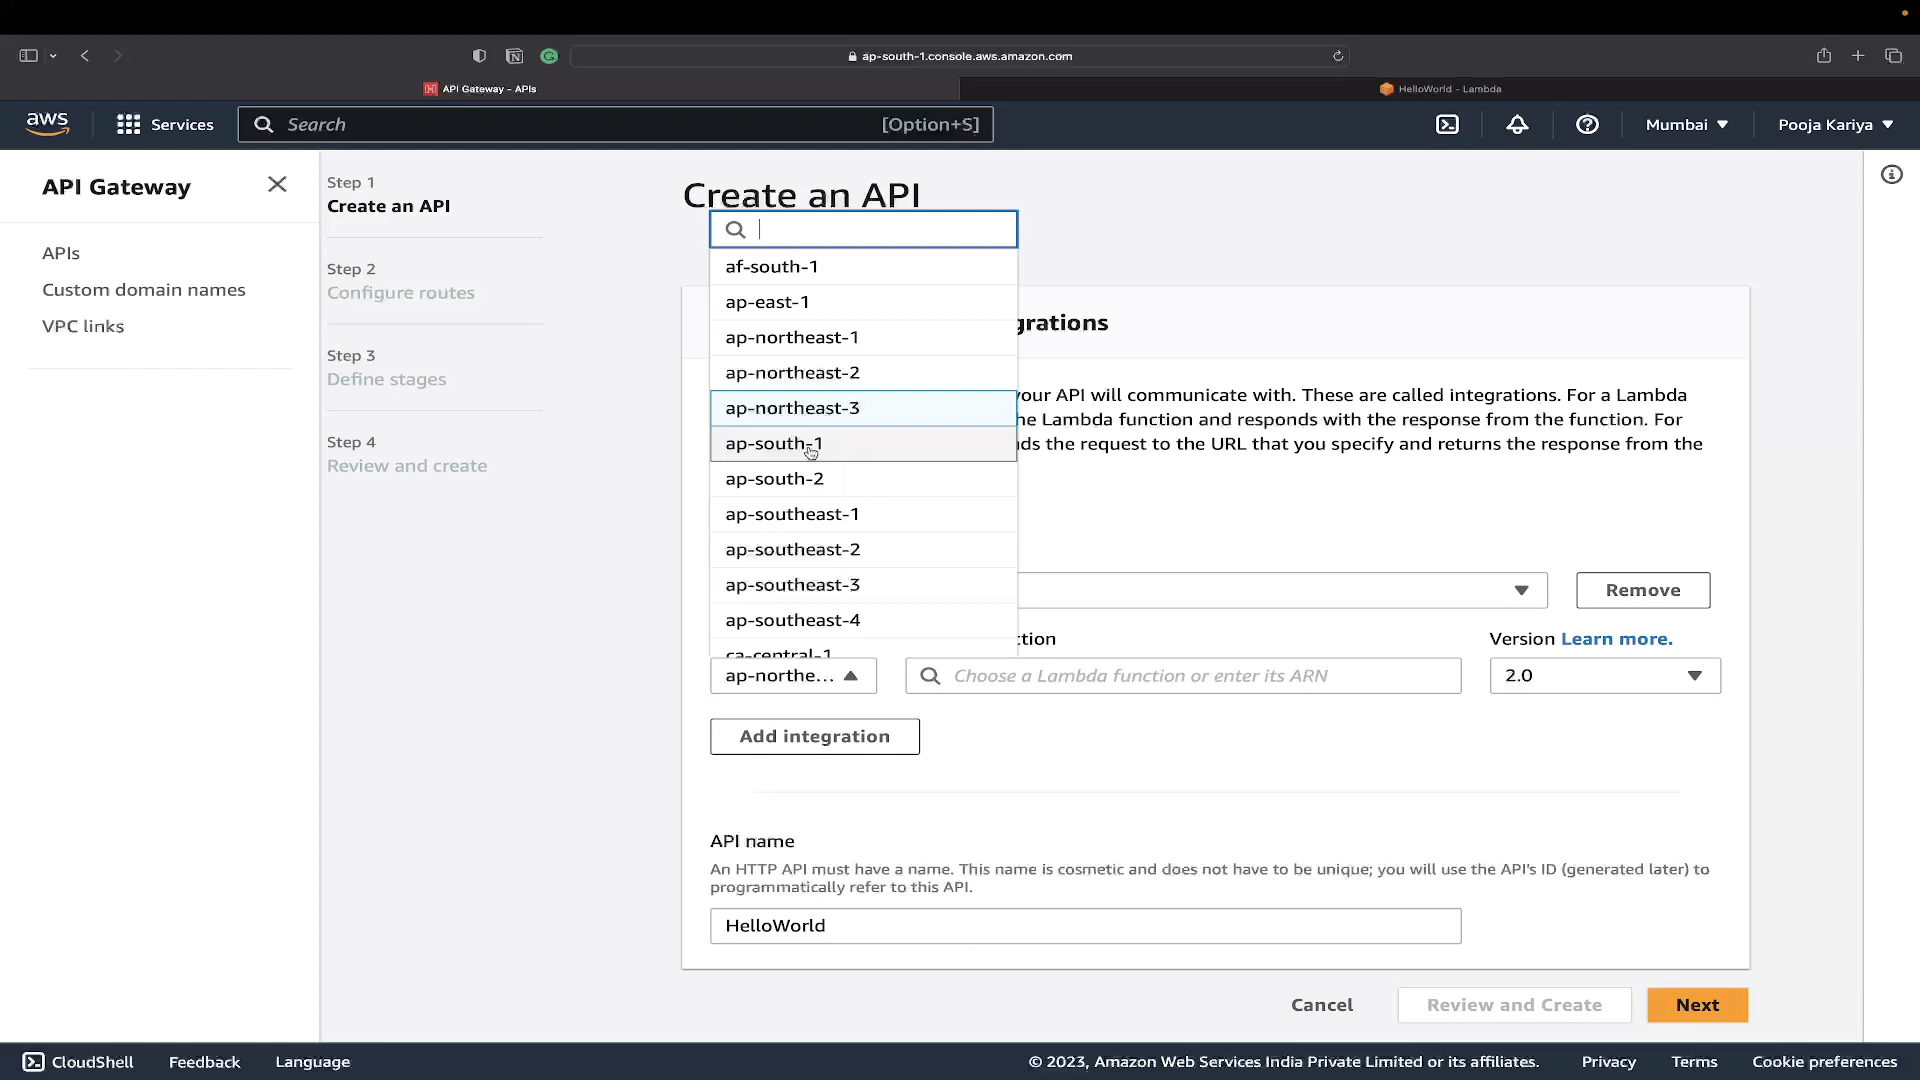 ap-south-1.console.aws.amazon.com
API Gateway - APIs
HelloWorld - Lambda
aws
Services
Search
[Option+S]
Mumbai
Pooja Kariya
API Gateway
APIs
Custom domain names
VPC links
Step 1
Create an API
Step 2
Configure routes
Step 3
Define stages
Step 4
Review and create
Create an API
af-south-1
ap-east-1
ap-northeast-1
ap-northeast-2
ap-northeast-3
ap-south-1
ap-south-2
ap-southeast-1
ap-southeast-2
ap-southeast-3
ap-southeast-4
ca-central-1
grations
your API will communicate with. These are called integrations. For a Lambda
he Lambda function and responds with the response from the function. For
ds the request to the URL that you specify and returns the response from the
Remove
ction
Version Learn more.
ap-northe...
Choose a Lambda function or enter its ARN
2.0
Add integration
API name
An HTTP API must have a name. This name is cosmetic and does not have to be unique; you will use the API's ID (generated later) to
programmatically refer to this API.
HelloWorld
Cancel
Review and Create
Next
CloudShell
Feedback
Language
© 2023, Amazon Web Services India Private Limited or its affiliates.
Privacy
Terms
Cookie preferences